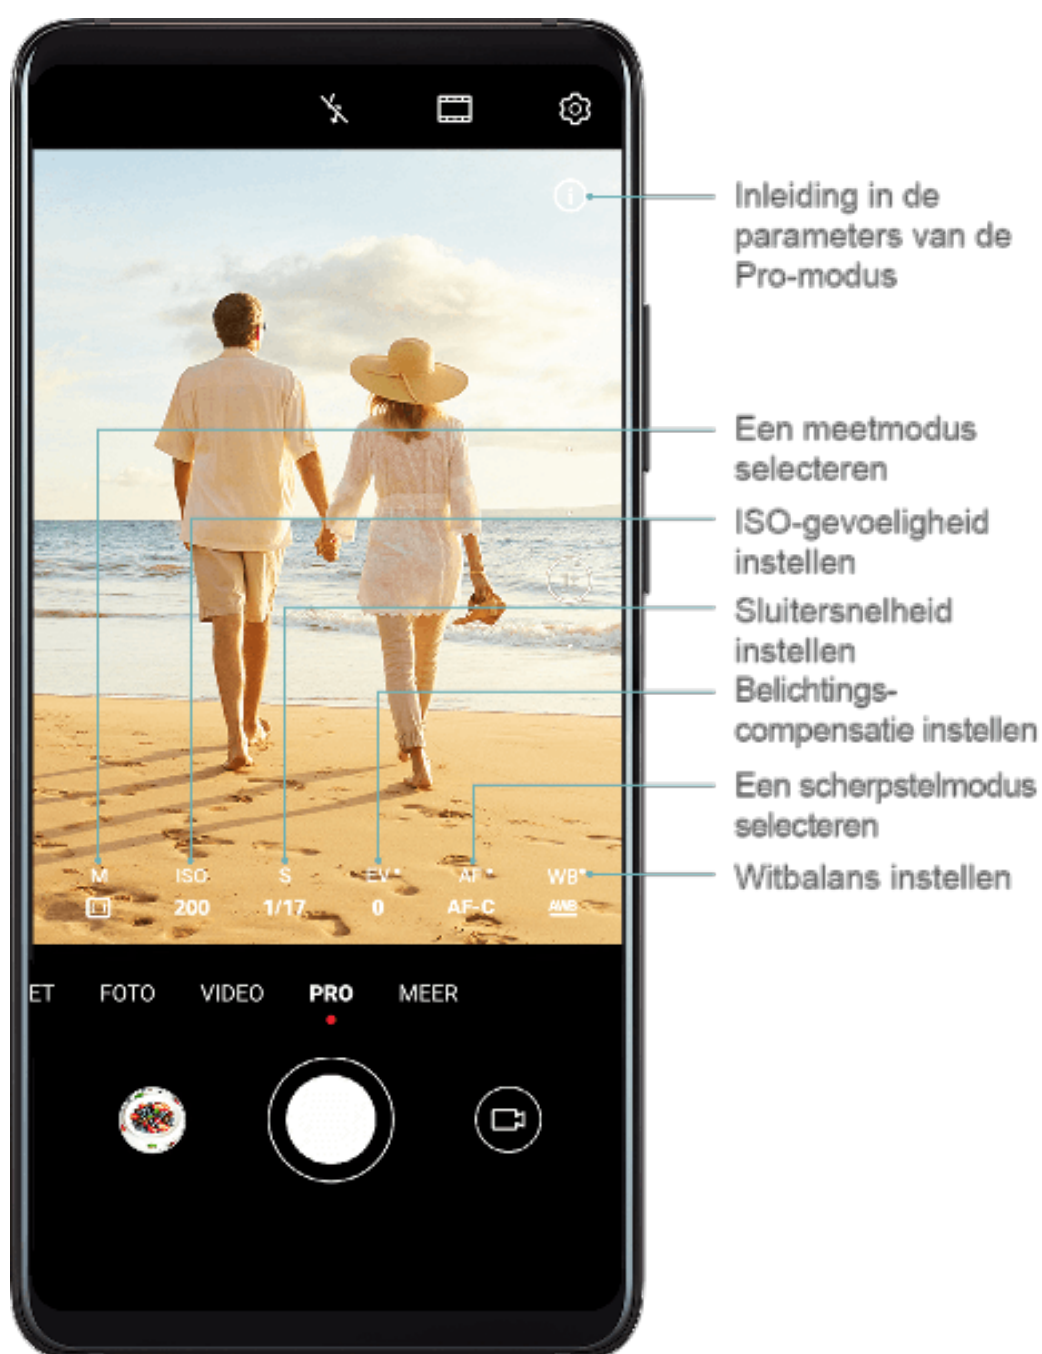 Inleiding in de
parameters van de
Pro-modus
Een meetmodus
selecteren
ISO-gevoeligheid
instellen
Sluitersnelheid
instellen
Belichtings-
compensatie instellen
Een scherpstelmodus
selecteren
Witbalans instellen
M ISO S EV AF WB
200 1/17 0 AF-C AWB
ET FOTO VIDEO PRO MEER